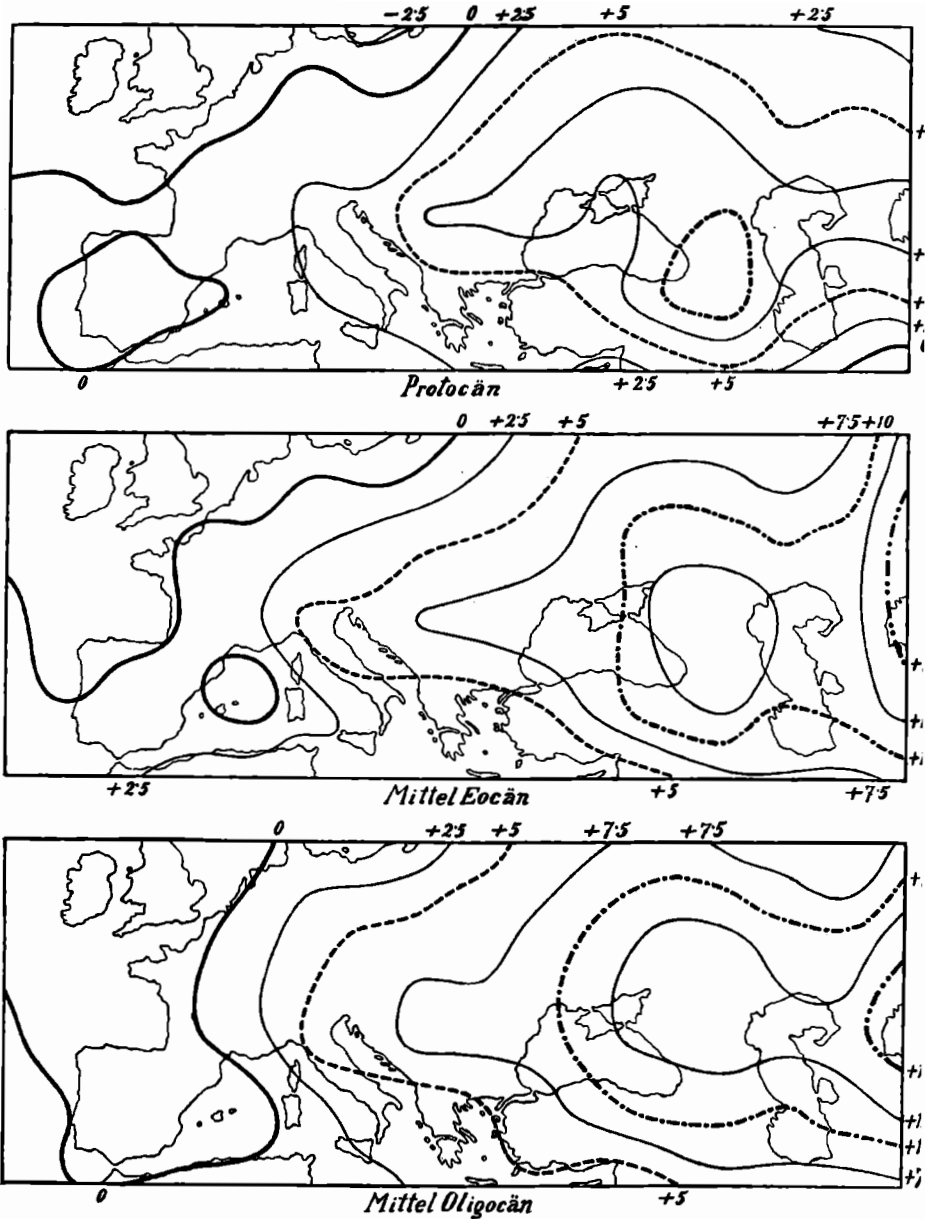 -2·5 0 +2·5 +5 +2·5
0 +2·5 +5
Protocän
0 +2·5 +5 +7·5 +10
+2·5 +5 +7·5
Mittel Eocän
0 +2·5 +5 +7·5 +7·5
0 +5
Mittel Oligocän